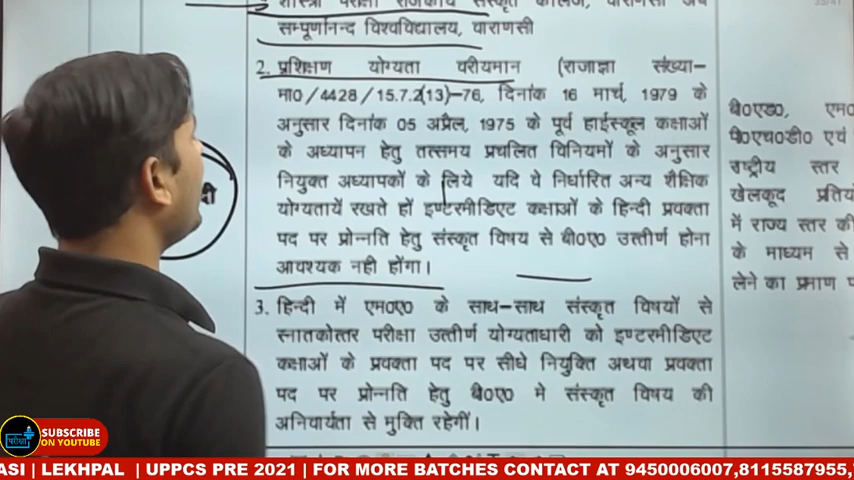 शास्त्री परीक्षा राजकीय संस्कृत कालेज, वाराणसी
सम्पूर्णानन्द विश्वविद्यालय, वाराणसी
2. प्रशिक्षण योग्यता परीयमान (राजाज्ञा संख्या–
मा0/4428/15.7.2(13)–76, दिनांक 16 मार्च, 1979 के
अनुसार दिनांक 05 अप्रैल, 1975 के पूर्व हाईस्कूल कक्षाओं
के अध्यापन हेतु तत्समय प्रचलित विनियमों के अनुसार
नियुक्त अध्यापकों के लिये यदि वे निर्धारित अन्य शैक्षिक
योग्यतायें रखते हों इण्टरमीडिएट कक्षाओं के हिन्दी प्रवक्ता
पद पर प्रोन्नति हेतु संस्कृत विषय से बी0ए0 उत्तीर्ण होना
आवश्यक नही होंगा।
3. हिन्दी में एम0ए0 के साथ–साथ संस्कृत विषयों से
स्नातकोत्तर परीक्षा उत्तीर्ण योग्यताधारी को इण्टरमीडिएट
कक्षाओं के प्रवक्ता पद पर सीधे नियुक्ति अथवा प्रवक्ता
पद पर प्रोन्नति हेतु बी0ए0 मे संस्कृत विषय की
अनिवार्यता से मुक्ति रहेगीं।
बी0एड0, एम0
पी0एच0डी0 एवं
राष्ट्रीय स्तर
खेलकूद
में राज्य स्तर की
के माध्यम से
लेने का प्रमाण
परीक्षा
SUBSCRIBE
ON YOUTUBE
ASI | LEKHPAL | UPPCS PRE 2021 | FOR MORE BATCHES CONTACT AT 9450006007,8115587955,